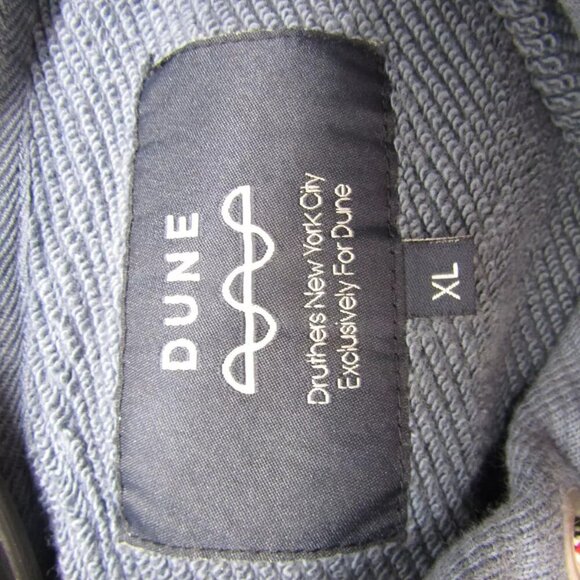 DUNE
Druthers New York City
Exclusively For Dune
XL